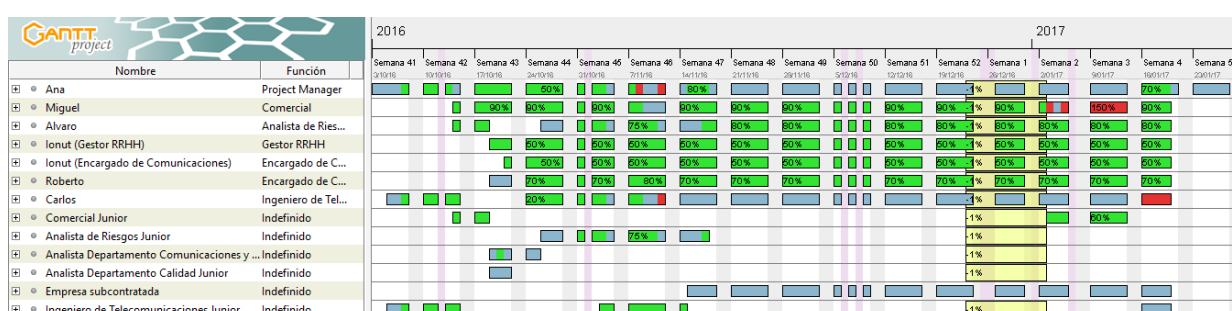 GANTT project
2016 2017
Semana 41 Semana 42 Semana 43 Semana 44 Semana 45 Semana 46 Semana 47 Semana 48 Semana 49 Semana 50 Semana 51 Semana 52 Semana 1 Semana 2 Semana 3 Semana 4 Semana 5
Nombre Función 3/10/16 10/10/16 17/10/16 24/10/16 31/10/16 7/11/16 14/11/16 21/11/16 28/11/16 5/12/16 12/12/16 19/12/16 26/12/16 2/01/17 9/01/17 16/01/17 23/01/17
Ana Project Manager 50% 80% -1% 70%
Miguel Comercial 90% 90% 90% 90% 90% 90% 90% 90% -1% 90% 150% 90%
Alvaro Analista de Ries... 75% 80% 80% 80% 80% -1% 80% 80% 80% 80%
Ionut (Gestor RRHH) Gestor RRHH 50% 50% 50% 50% 50% 50% 50% 50% -1% 50% 50% 50% 50%
Ionut (Encargado de Comunicaciones) Encargado de C... 50% 50% 50% 50% 50% 50% 50% 50% -1% 50% 50% 50% 50%
Roberto Encargado de C... 70% 70% 80% 70% 70% 70% 70% 70% -1% 70% 70% 70% 70%
Carlos Ingeniero de Tel... 20% -1%
Comercial Junior Indefinido -1% 60%
Analista de Riesgos Junior Indefinido 75% -1%
Analista Departamento Comunicaciones y ... Indefinido -1%
Analista Departamento Calidad Junior Indefinido -1%
Empresa subcontratada Indefinido
Ingeniero de Telecomunicaciones Junior Indefinido -1%